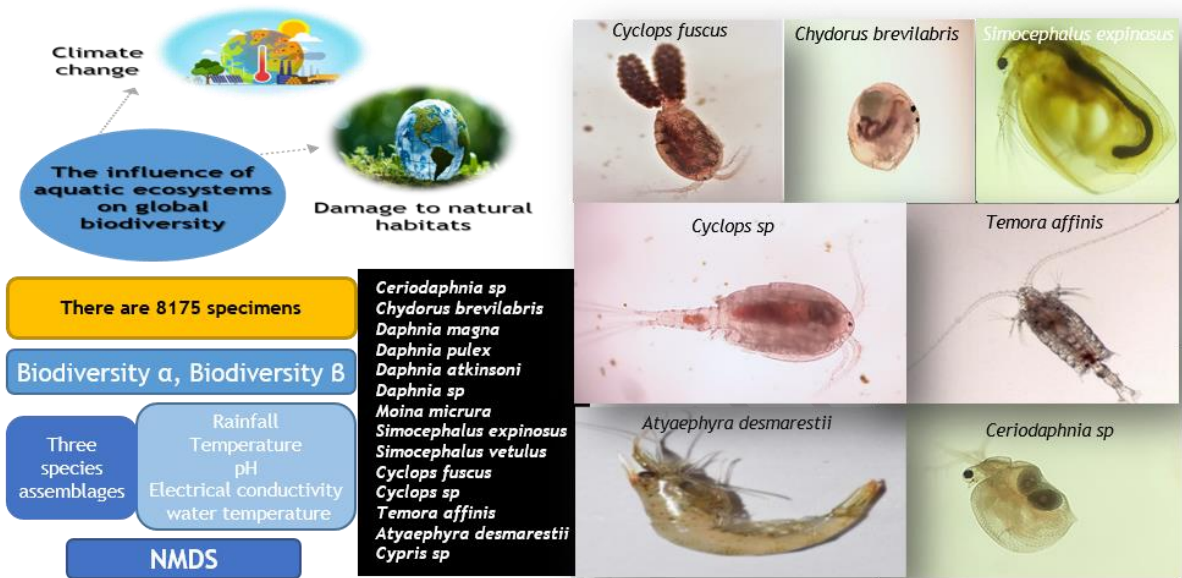 Climate
change
The influence of
aquatic ecosystems
on global
biodiversity
Damage to natural
habitats
There are 8175 specimens
Biodiversity α, Biodiversity β
Three
species
assemblages
Rainfall
Temperature
pH
Electrical conductivity
water temperature
NMDS
Ceriodaphnia sp
Chydorus brevilabris
Daphnia magna
Daphnia pulex
Daphnia atkinsoni
Daphnia sp
Moina micrura
Simocephalus expinosus
Simocephalus vetulus
Cyclops fuscus
Cyclops sp
Temora affinis
Atyaephyra desmarestii
Cypris sp
Cyclops fuscus
Chydorus brevilabris
Simocephalus expinosus
Cyclops sp
Temora affinis
Atyaephyra desmarestii
Ceriodaphnia sp